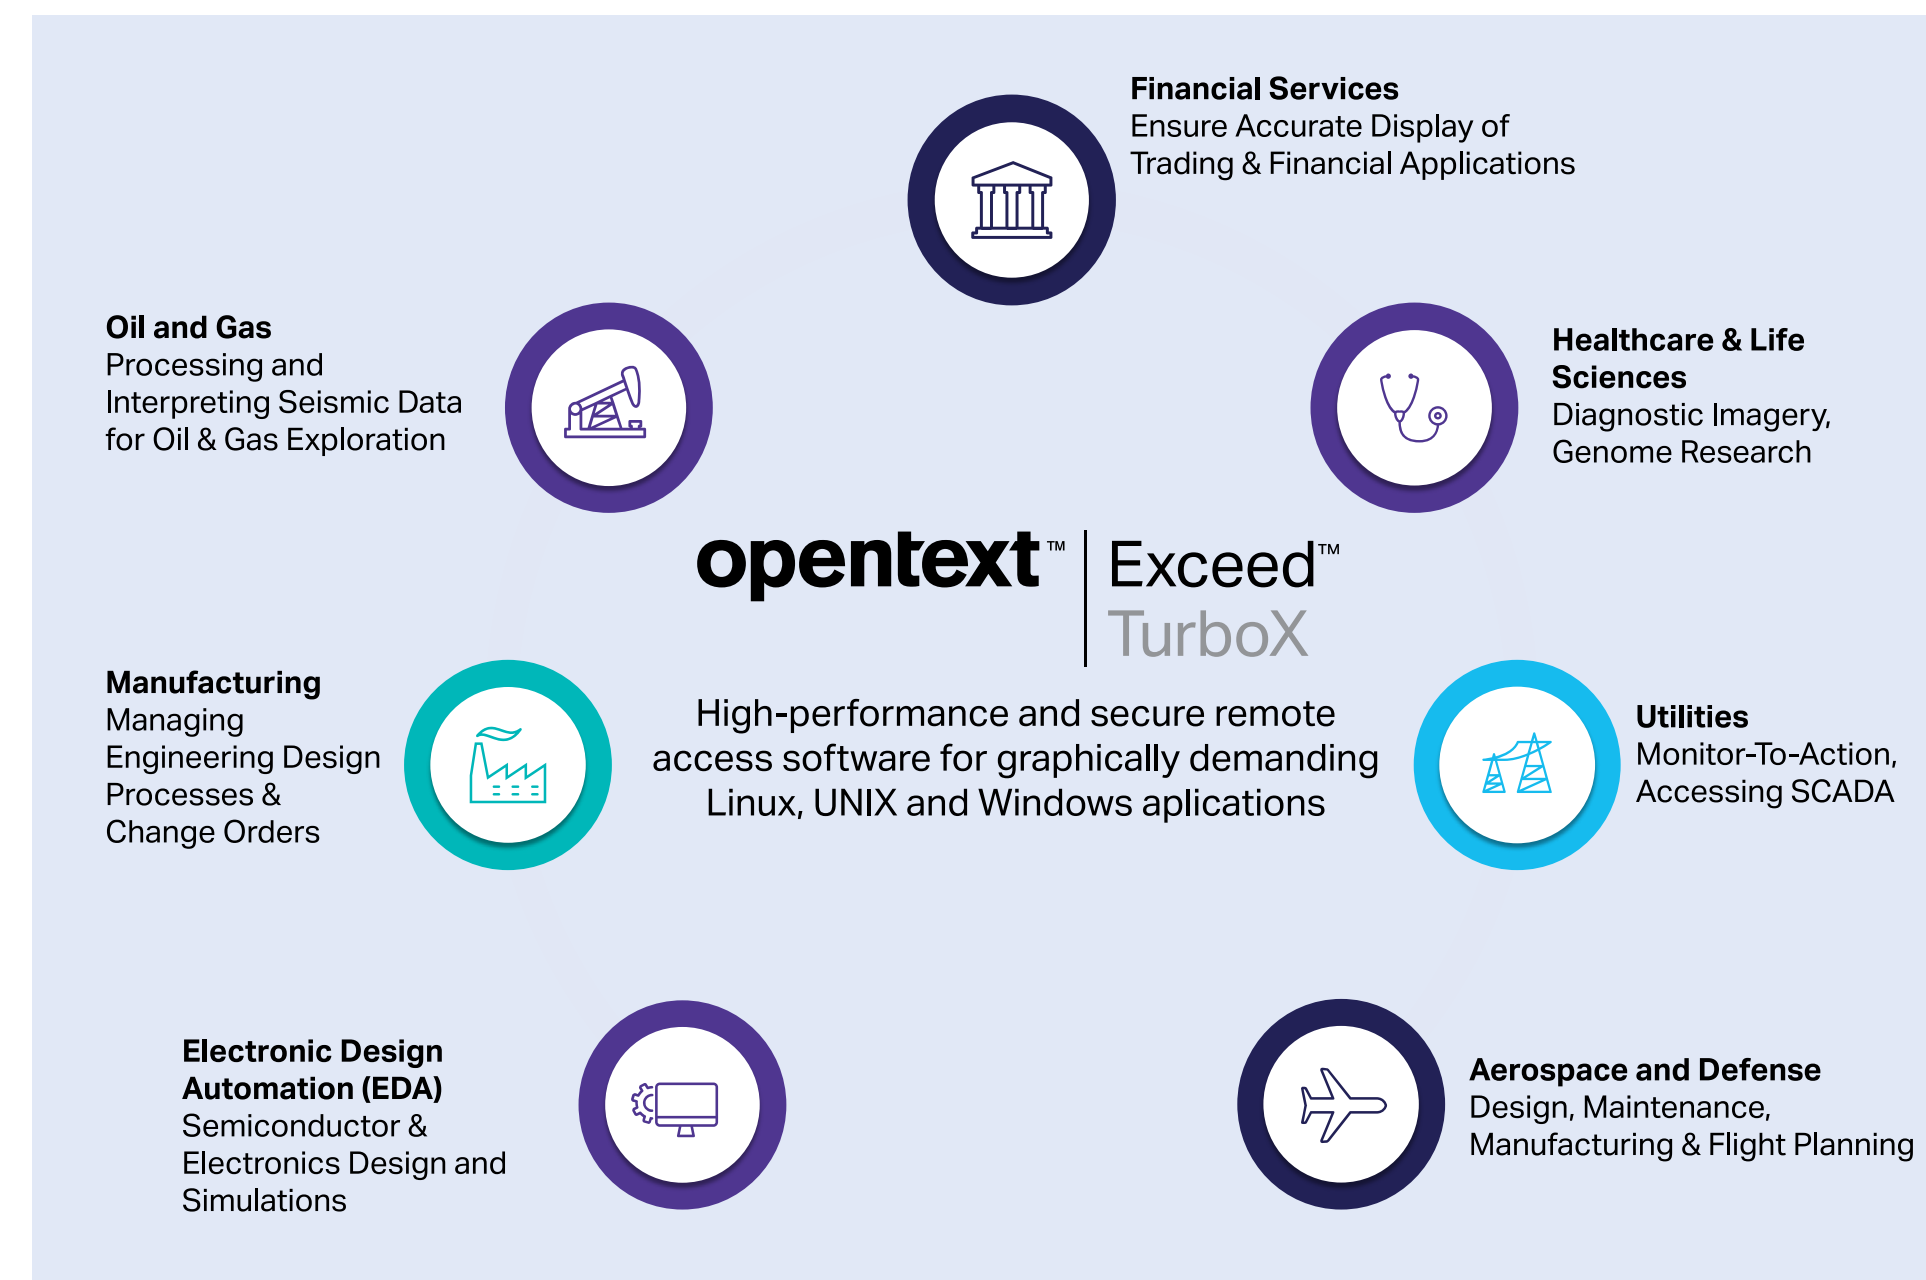 Financial Services
Ensure Accurate Display of
Trading & Financial Applications
Oil and Gas
Processing and
Interpreting Seismic Data
for Oil & Gas Exploration
Healthcare & Life
Sciences
Diagnostic Imagery,
Genome Research
opentext™ | Exceed™
TurboX
High-performance and secure remote
access software for graphically demanding
Linux, UNIX and Windows aplications
Manufacturing
Managing
Engineering Design
Processes &
Change Orders
Utilities
Monitor-To-Action,
Accessing SCADA
Electronic Design
Automation (EDA)
Semiconductor &
Electronics Design and
Simulations
Aerospace and Defense
Design, Maintenance,
Manufacturing & Flight Planning